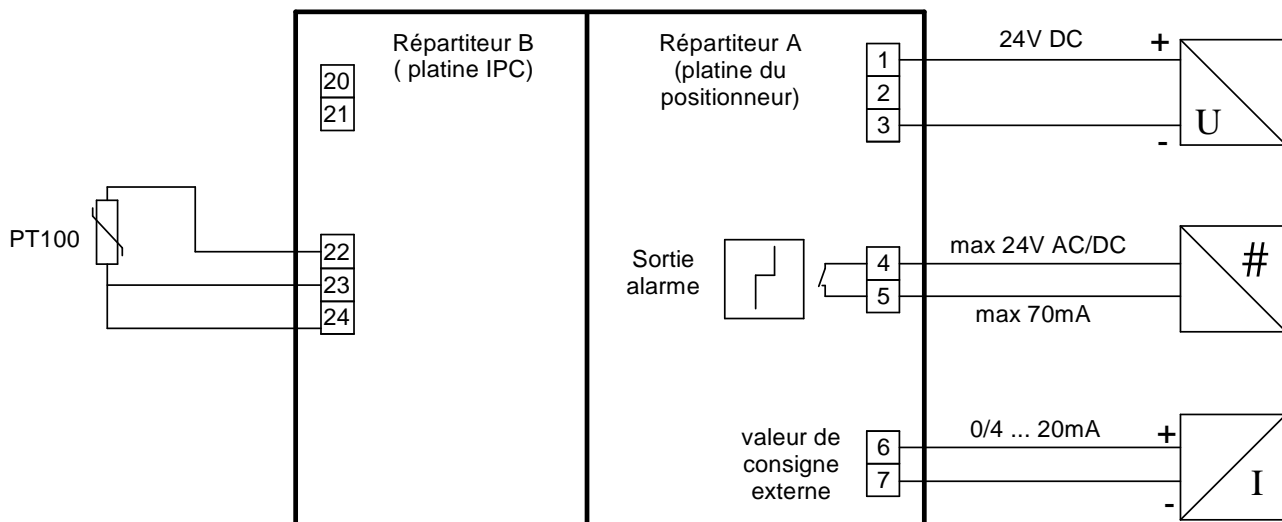 Répartiteur B
( platine IPC)
20
21
PT100
22
23
24
Répartiteur A
(platine du
positionneur)
1
2
3
24V DC
+
U
-
Sortie
alarme
4
5
max 24V AC/DC
max 70mA
#
valeur de
consigne
externe
6
7
0/4 ... 20mA
+
I
-